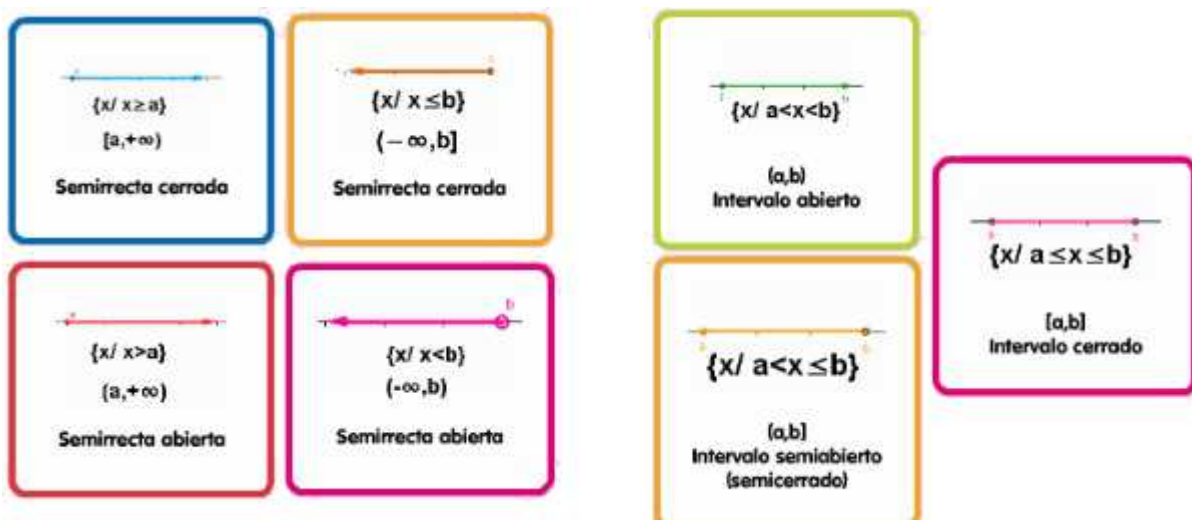 {x/ x≥a}
[a,+∞)
Semirrecta cerrada
{x/ x≤b}
(− ∞,b]
Semirrecta cerrada
{x/ x>a}
(a,+∞)
Semirrecta abierta
b
{x/ x<b}
(-∞,b)
Semirrecta abierta
{x/ a<x<b}
(a,b)
Intervalo abierto
{x/ a<x≤b}
(a,b]
Intervalo semiabierto
(semicerrado)
{x/ a≤x≤b}
[a,b]
Intervalo cerrado